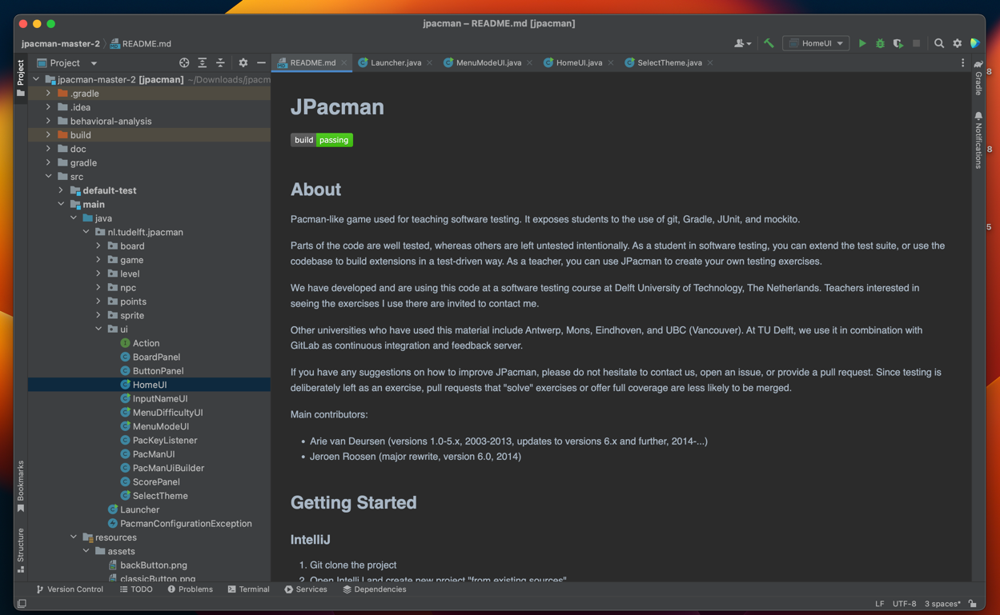 jpacman – README.md [jpacman]
jpacman-master-2
README.md
HomeUI
Project
Project
README.md
Launcher.java
MenuModeUI.java
HomeUI.java
SelectTheme.java
jpacman-master-2 [jpacman] ~/Downloads/jpacm
.gradle
.idea
behavioral-analysis
build
doc
gradle
src
default-test
main
java
nl.tudelft.jpacman
board
game
level
npc
points
sprite
ui
Action
BoardPanel
ButtonPanel
HomeUI
InputNameUI
MenuDifficultyUI
MenuModeUI
PacKeyListener
PacManUI
PacManUiBuilder
ScorePanel
SelectTheme
Launcher
PacmanConfigurationException
resources
assets
backButton.png
classicButton.png
Bookmarks
Structure
JPacman
build passing
About
Pacman-like game used for teaching software testing. It exposes students to the use of git, Gradle, JUnit, and mockito.
Parts of the code are well tested, whereas others are left untested intentionally. As a student in software testing, you can extend the test suite, or use the
codebase to build extensions in a test-driven way. As a teacher, you can use JPacman to create your own testing exercises.
We have developed and are using this code at a software testing course at Delft University of Technology, The Netherlands. Teachers interested in
seeing the exercises I use there are invited to contact me.
Other universities who have used this material include Antwerp, Mons, Eindhoven, and UBC (Vancouver). At TU Delft, we use it in combination with
GitLab as continuous integration and feedback server.
If you have any suggestions on how to improve JPacman, please do not hesitate to contact us, open an issue, or provide a pull request. Since testing is
deliberately left as an exercise, pull requests that "solve" exercises or offer full coverage are less likely to be merged.
Main contributors:
• Arie van Deursen (versions 1.0-5.x, 2003-2013, updates to versions 6.x and further, 2014-...)
• Jeroen Roosen (major rewrite, version 6.0, 2014)
Getting Started
IntelliJ
1. Git clone the project
2. Open IntelliJ and create new project "from existing sources"
Gradle
Notifications
8
8
5
Version Control
TODO
Problems
Terminal
Services
Dependencies
LF
UTF-8
3 spaces*